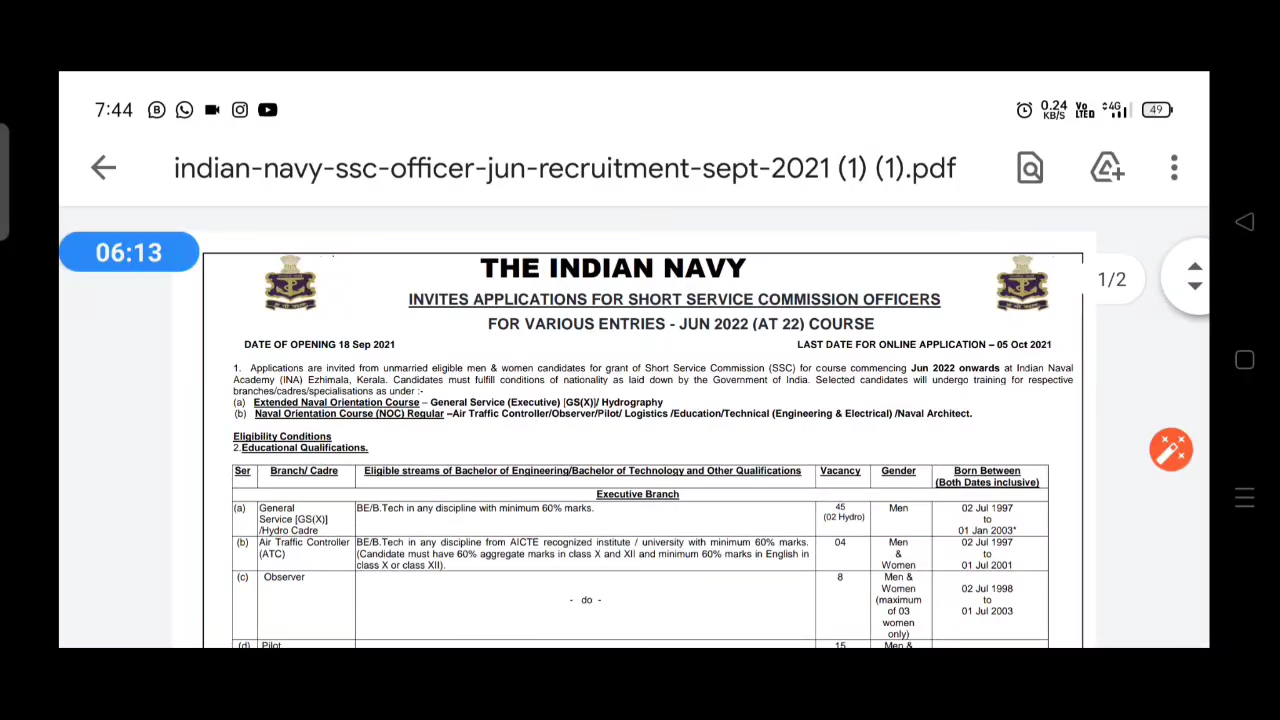 7:44
0.24 KB/S
Vo LTED
4G
49
indian-navy-ssc-officer-jun-recruitment-sept-2021 (1) (1).pdf
06:13
1/2
THE INDIAN NAVY
INVITES APPLICATIONS FOR SHORT SERVICE COMMISSION OFFICERS
FOR VARIOUS ENTRIES - JUN 2022 (AT 22) COURSE
DATE OF OPENING 18 Sep 2021 LAST DATE FOR ONLINE APPLICATION – 05 Oct 2021
1. Applications are invited from unmarried eligible men & women candidates for grant of Short Service Commission (SSC) for course commencing Jun 2022 onwards at Indian Naval
Academy (INA) Ezhimala, Kerala. Candidates must fulfill conditions of nationality as laid down by the Government of India. Selected candidates will undergo training for respective
branches/cadres/specialisations as under :-
(a) Extended Naval Orientation Course – General Service (Executive) [GS(X)]/ Hydrography
(b) Naval Orientation Course (NOC) Regular –Air Traffic Controller/Observer/Pilot/ Logistics /Education/Technical (Engineering & Electrical) /Naval Architect.
Eligibility Conditions
2.Educational Qualifications.
Ser Branch/ Cadre Eligible streams of Bachelor of Engineering/Bachelor of Technology and Other Qualifications Vacancy Gender Born Between
(Both Dates inclusive)
Executive Branch
(a) General BE/B.Tech in any discipline with minimum 60% marks. 45 Men 02 Jul 1997
Service [GS(X)] (02 Hydro) to
/Hydro Cadre 01 Jan 2003*
(b) Air Traffic Controller BE/B.Tech in any discipline from AICTE recognized institute / university with minimum 60% marks. 04 Men 02 Jul 1997
(ATC) (Candidate must have 60% aggregate marks in class X and XII and minimum 60% marks in English in & to
class X or class XII). Women 01 Jul 2001
(c) Observer 8 Men &
Women 02 Jul 1998
- do - (maximum to
of 03 01 Jul 2003
women
only)
(d) Pilot 15 Men &